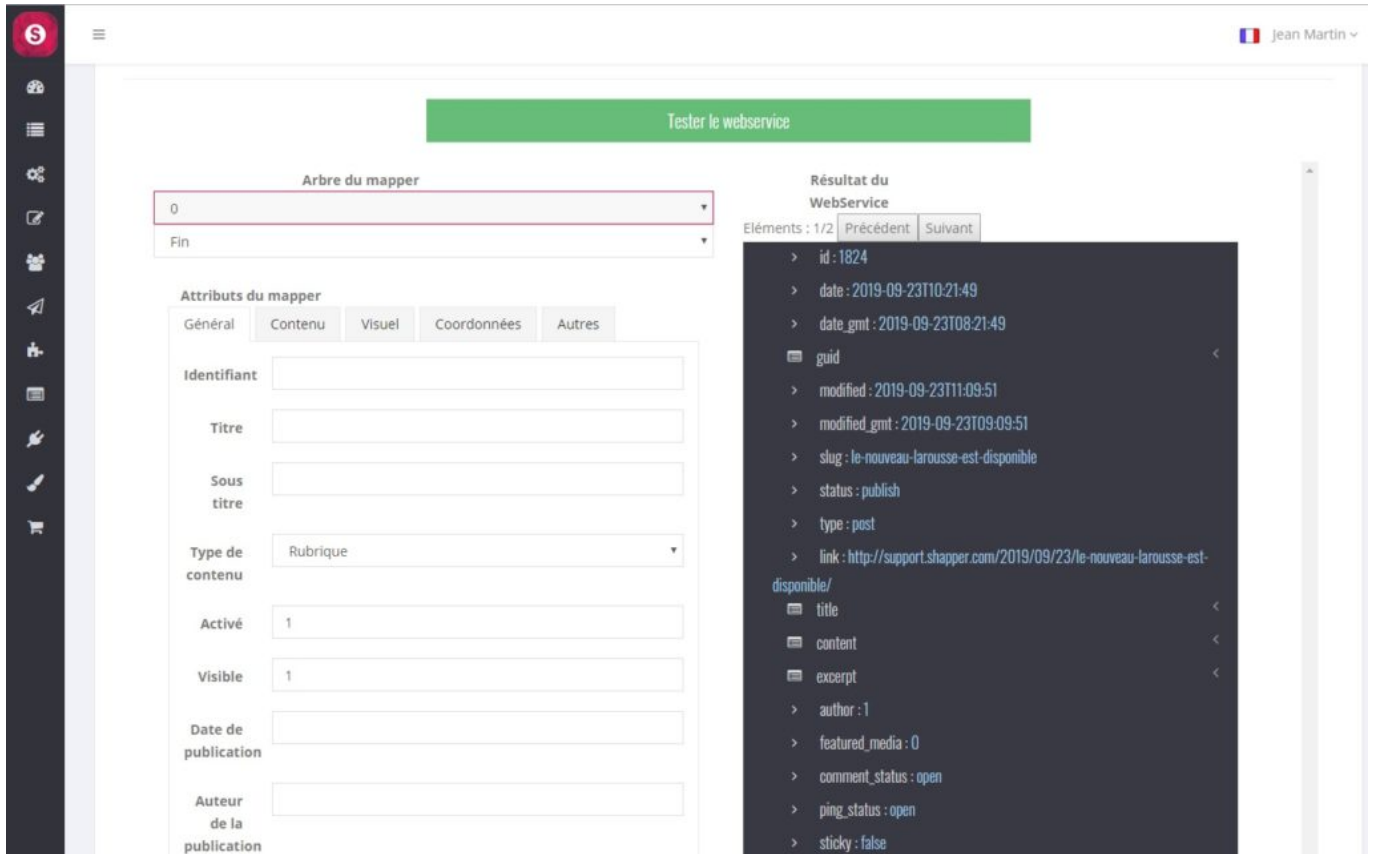 S
Jean Martin
Tester le webservice
Arbre du mapper
0
Fin
Attributs du mapper
Général Contenu Visuel Coordonnées Autres
Identifiant
Titre
Sous
titre
Type de
contenu
Rubrique
Activé 1
Visible 1
Date de
publication
Auteur
de la
publication
Résultat du
WebService
Eléments : 1/2 Précédent Suivant
id : 1824
date : 2019-09-23T10:21:49
date_gmt : 2019-09-23T08:21:49
guid
modified : 2019-09-23T11:09:51
modified_gmt : 2019-09-23T09:09:51
slug : le-nouveau-larousse-est-disponible
status : publish
type : post
link : http://support.shapper.com/2019/09/23/le-nouveau-larousse-est-
disponible/
title
content
excerpt
author : 1
featured_media : 0
comment_status : open
ping_status : open
sticky : false